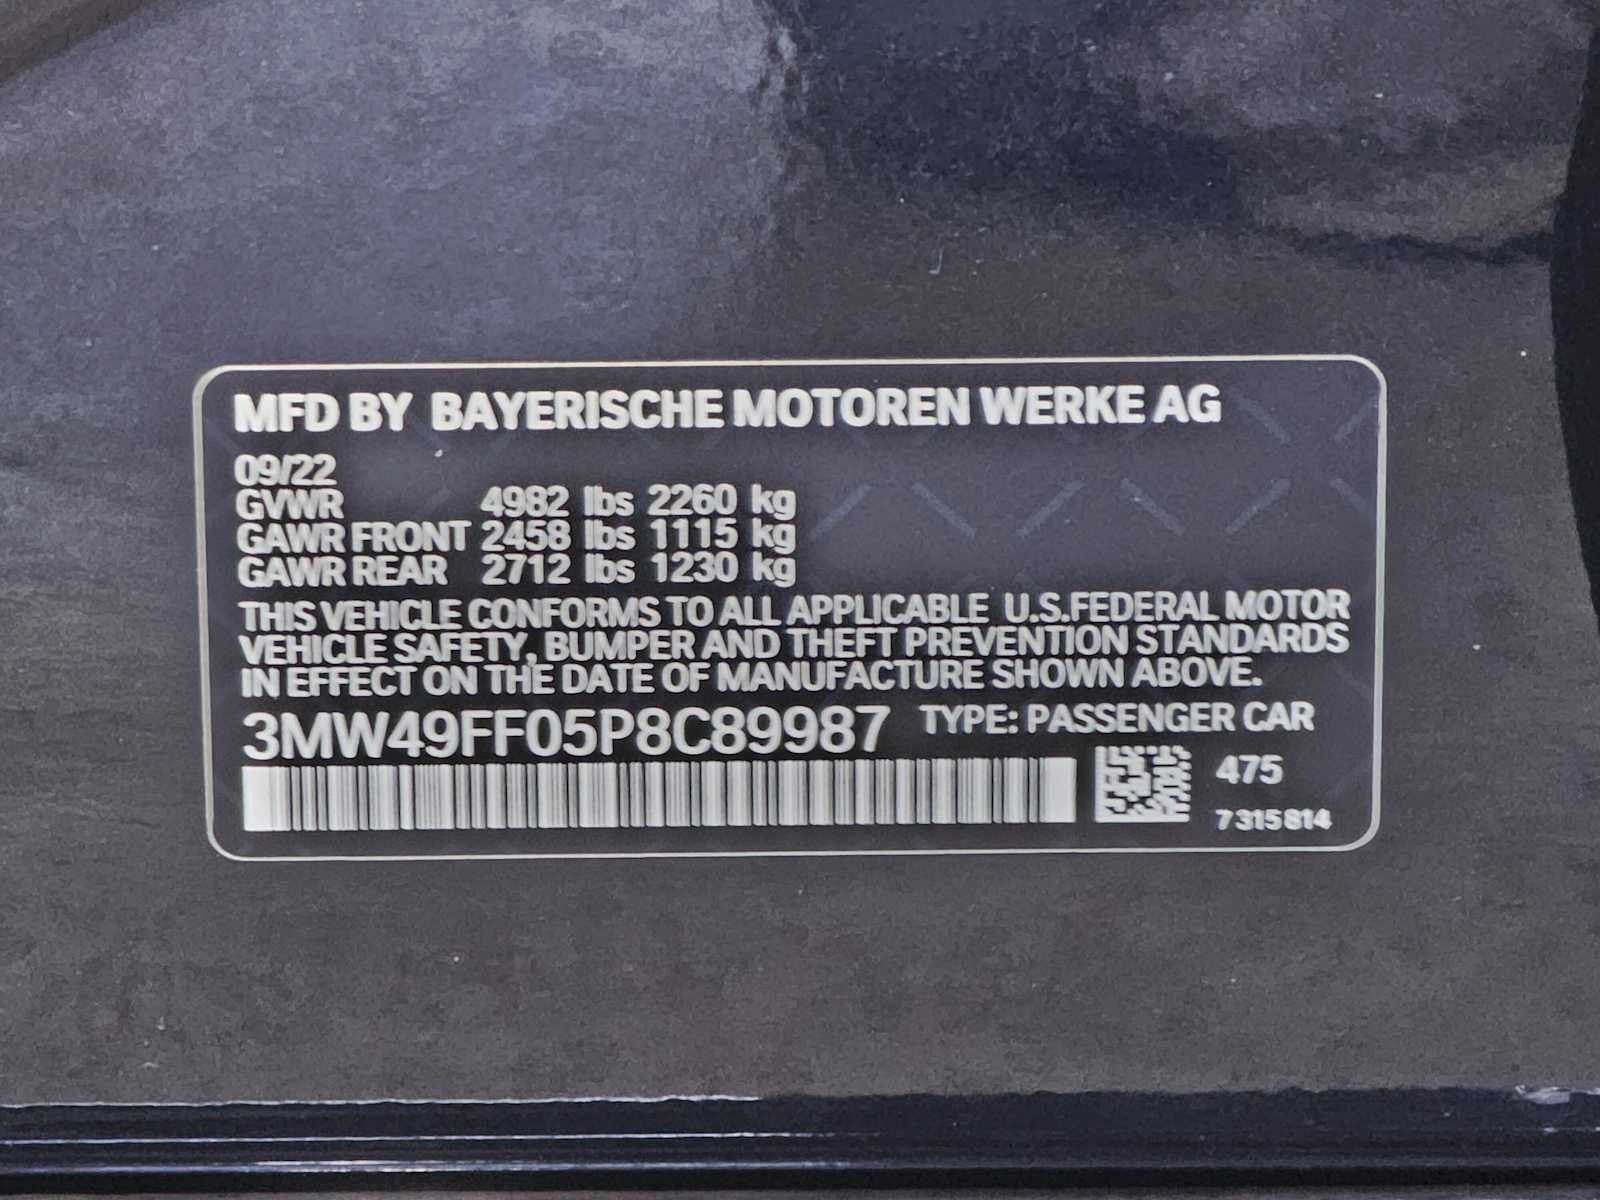 MFD BY BAYERISCHE MOTOREN WERKE AG
09/22
GVWR 4982 lbs 2260 kg
GAWR FRONT 2458 lbs 1115 kg
GAWR REAR 2712 lbs 1230 kg
THIS VEHICLE CONFORMS TO ALL APPLICABLE U.S.FEDERAL MOTOR
VEHICLE SAFETY, BUMPER AND THEFT PREVENTION STANDARDS
IN EFFECT ON THE DATE OF MANUFACTURE SHOWN ABOVE.
3MW49FF05P8C89987 TYPE: PASSENGER CAR
475
7315814